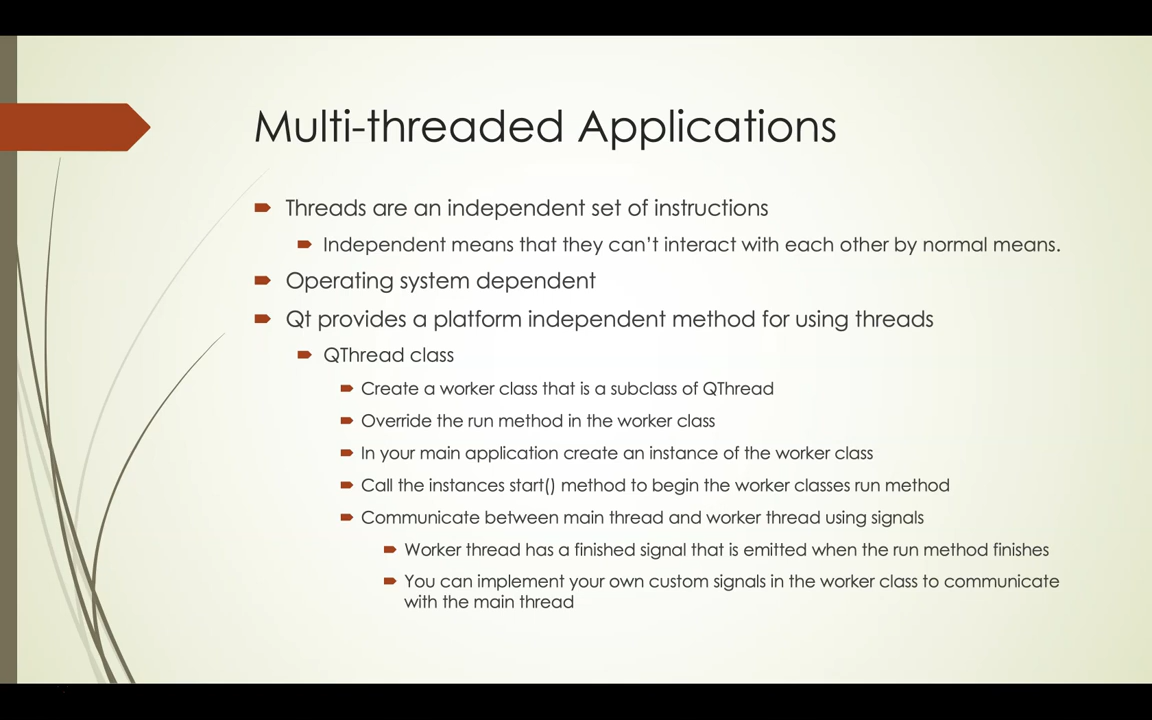 Multi-threaded Applications
Threads are an independent set of instructions
Independent means that they can't interact with each other by normal means.
Operating system dependent
Qt provides a platform independent method for using threads
QThread class
Create a worker class that is a subclass of QThread
Override the run method in the worker class
In your main application create an instance of the worker class
Call the instances start() method to begin the worker classes run method
Communicate between main thread and worker thread using signals
Worker thread has a finished signal that is emitted when the run method finishes
You can implement your own custom signals in the worker class to communicate
with the main thread